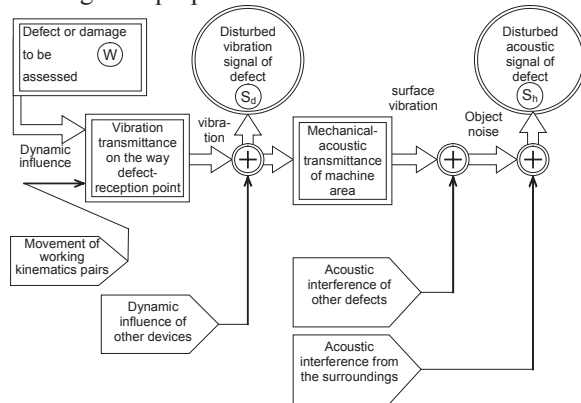 Defect or damage
to be
assessed
W
Disturbed
vibration
signal of
defect
Sd
Disturbed
acoustic
signal of
defect
Sh
Dynamic
influence
Vibration
transmittance
on the way
defect-
reception point
vibra-
tion
Mechanical-
acoustic
transmittance
of machine
area
surface
vibration
Object
noise
Movement of
working
kinematics pairs
Dynamic
influence of
other devices
Acoustic
interference of
other defects
Acoustic
interference from
the surroundings